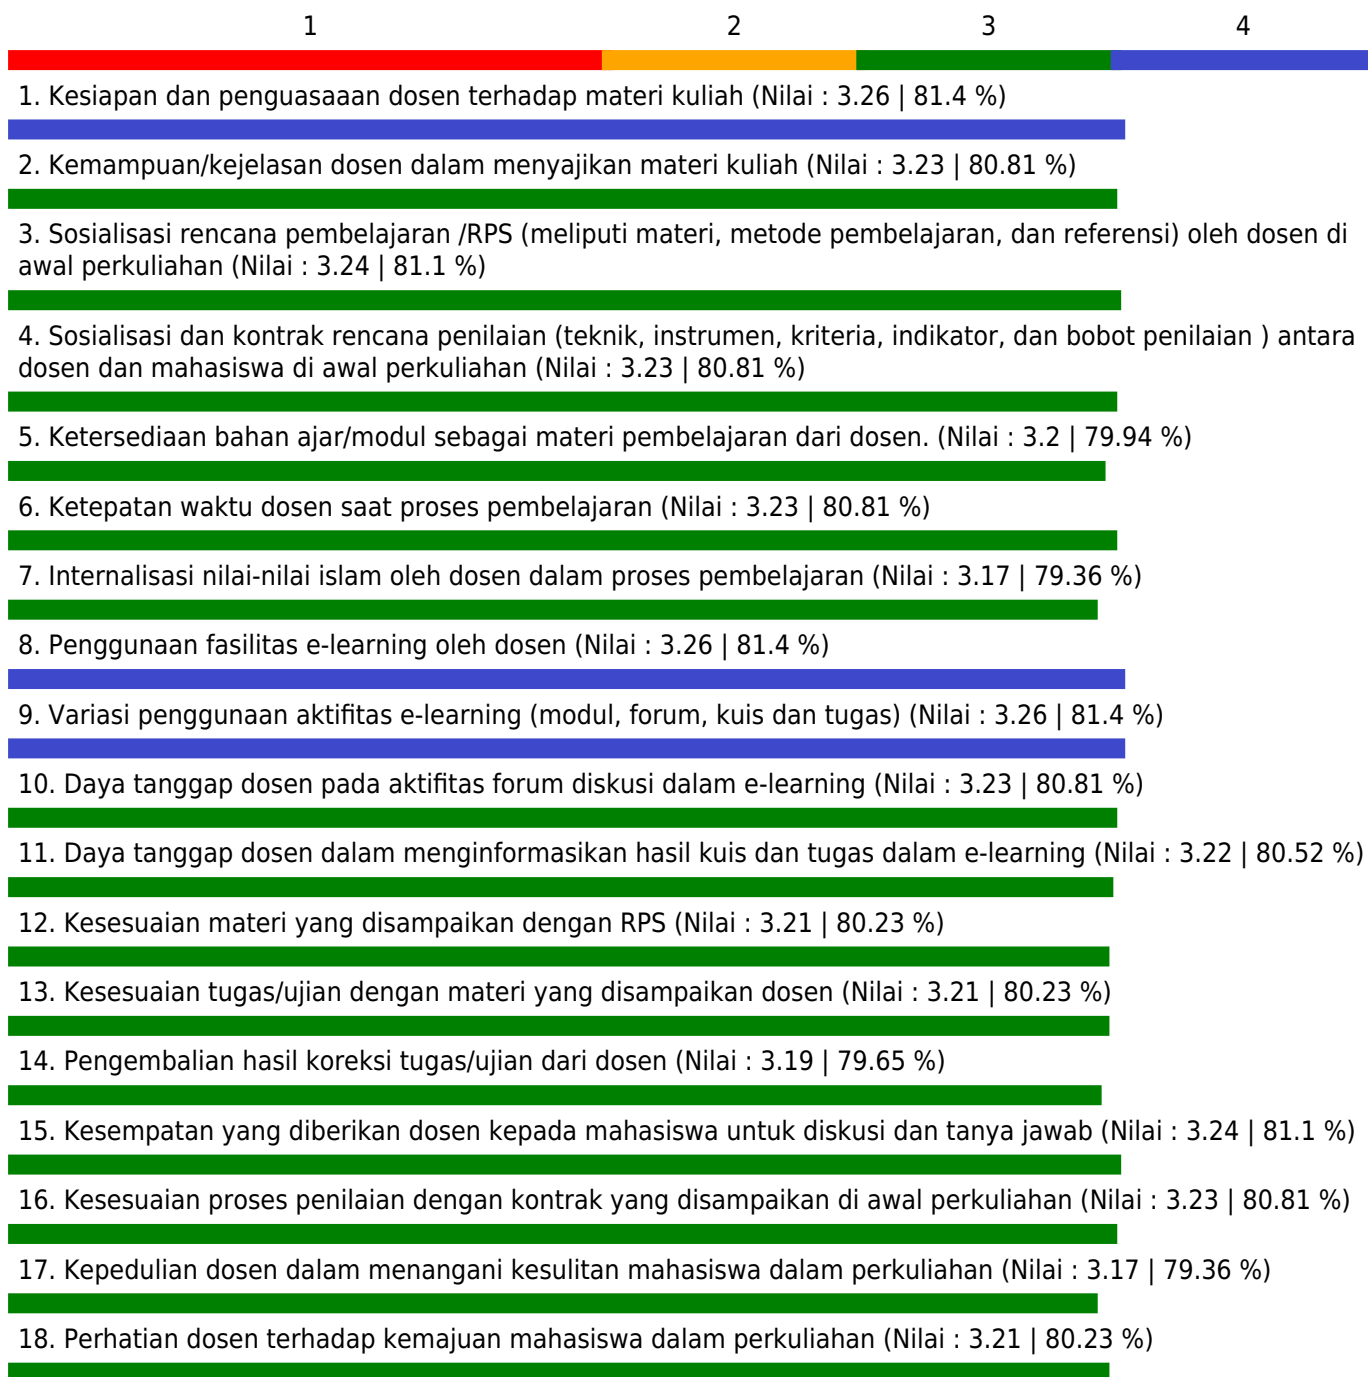 1 2 3 4
1. Kesiapan dan penguasaaan dosen terhadap materi kuliah (Nilai : 3.26 | 81.4 %)
2. Kemampuan/kejelasan dosen dalam menyajikan materi kuliah (Nilai : 3.23 | 80.81 %)
3. Sosialisasi rencana pembelajaran /RPS (meliputi materi, metode pembelajaran, dan referensi) oleh dosen di
awal perkuliahan (Nilai : 3.24 | 81.1 %)
4. Sosialisasi dan kontrak rencana penilaian (teknik, instrumen, kriteria, indikator, dan bobot penilaian ) antara
dosen dan mahasiswa di awal perkuliahan (Nilai : 3.23 | 80.81 %)
5. Ketersediaan bahan ajar/modul sebagai materi pembelajaran dari dosen. (Nilai : 3.2 | 79.94 %)
6. Ketepatan waktu dosen saat proses pembelajaran (Nilai : 3.23 | 80.81 %)
7. Internalisasi nilai-nilai islam oleh dosen dalam proses pembelajaran (Nilai : 3.17 | 79.36 %)
8. Penggunaan fasilitas e-learning oleh dosen (Nilai : 3.26 | 81.4 %)
9. Variasi penggunaan aktifitas e-learning (modul, forum, kuis dan tugas) (Nilai : 3.26 | 81.4 %)
10. Daya tanggap dosen pada aktifitas forum diskusi dalam e-learning (Nilai : 3.23 | 80.81 %)
11. Daya tanggap dosen dalam menginformasikan hasil kuis dan tugas dalam e-learning (Nilai : 3.22 | 80.52 %)
12. Kesesuaian materi yang disampaikan dengan RPS (Nilai : 3.21 | 80.23 %)
13. Kesesuaian tugas/ujian dengan materi yang disampaikan dosen (Nilai : 3.21 | 80.23 %)
14. Pengembalian hasil koreksi tugas/ujian dari dosen (Nilai : 3.19 | 79.65 %)
15. Kesempatan yang diberikan dosen kepada mahasiswa untuk diskusi dan tanya jawab (Nilai : 3.24 | 81.1 %)
16. Kesesuaian proses penilaian dengan kontrak yang disampaikan di awal perkuliahan (Nilai : 3.23 | 80.81 %)
17. Kepedulian dosen dalam menangani kesulitan mahasiswa dalam perkuliahan (Nilai : 3.17 | 79.36 %)
18. Perhatian dosen terhadap kemajuan mahasiswa dalam perkuliahan (Nilai : 3.21 | 80.23 %)